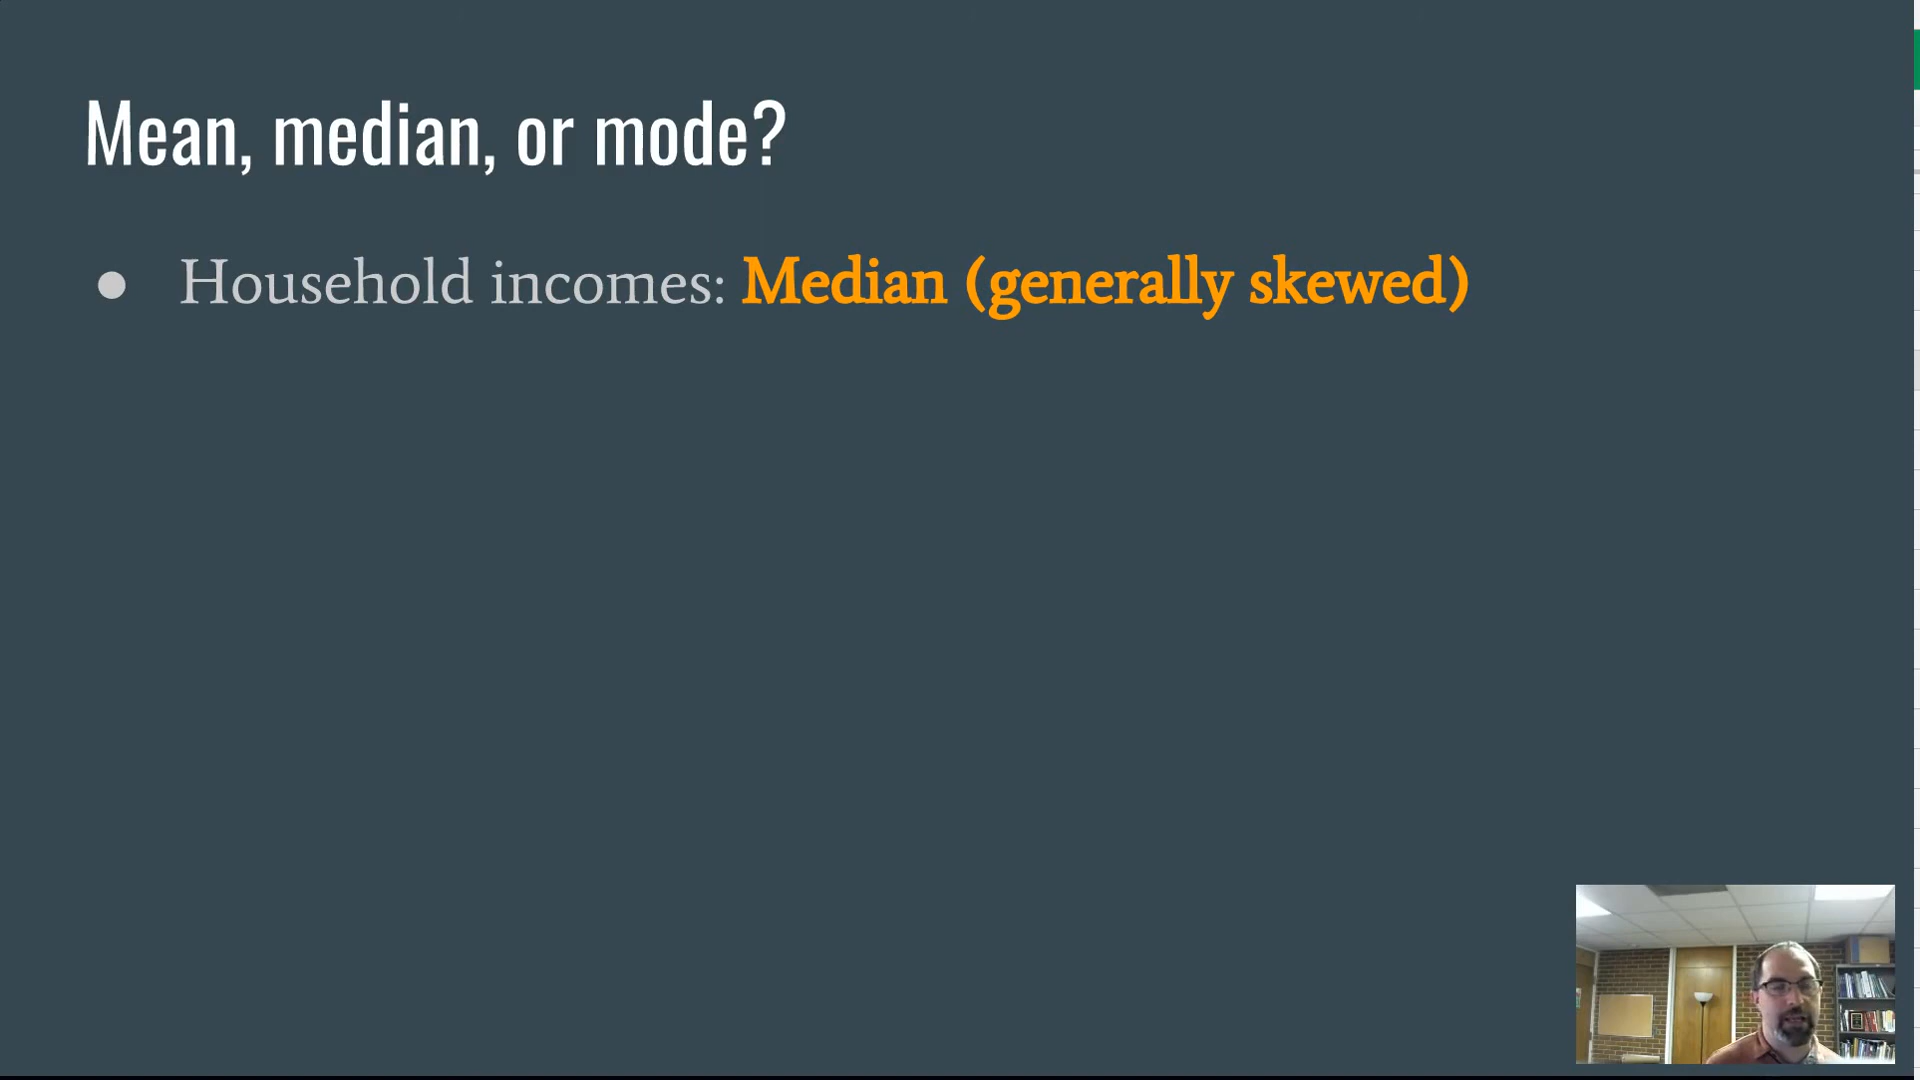 Mean, median, or mode?
● Household incomes: Median (generally skewed)